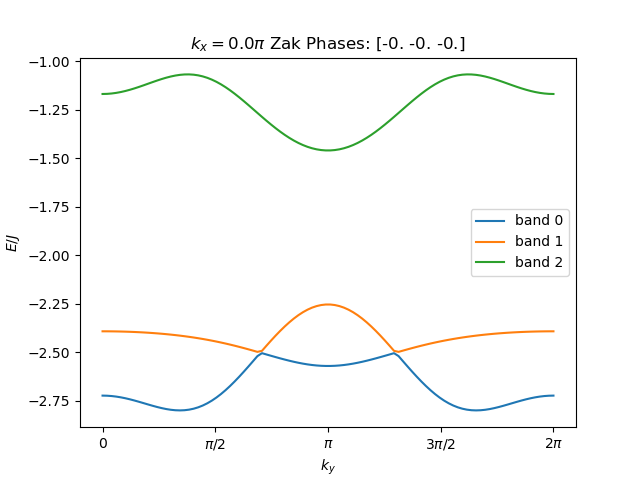 $k_x = 0.0\pi$ Zak Phases: [-0. -0. -0.]
−1.00
−1.25
−1.50
−1.75
−2.00
−2.25
−2.50
−2.75
E/J
band 0
band 1
band 2
0
π/2
π
3π/2
2π
$k_y$